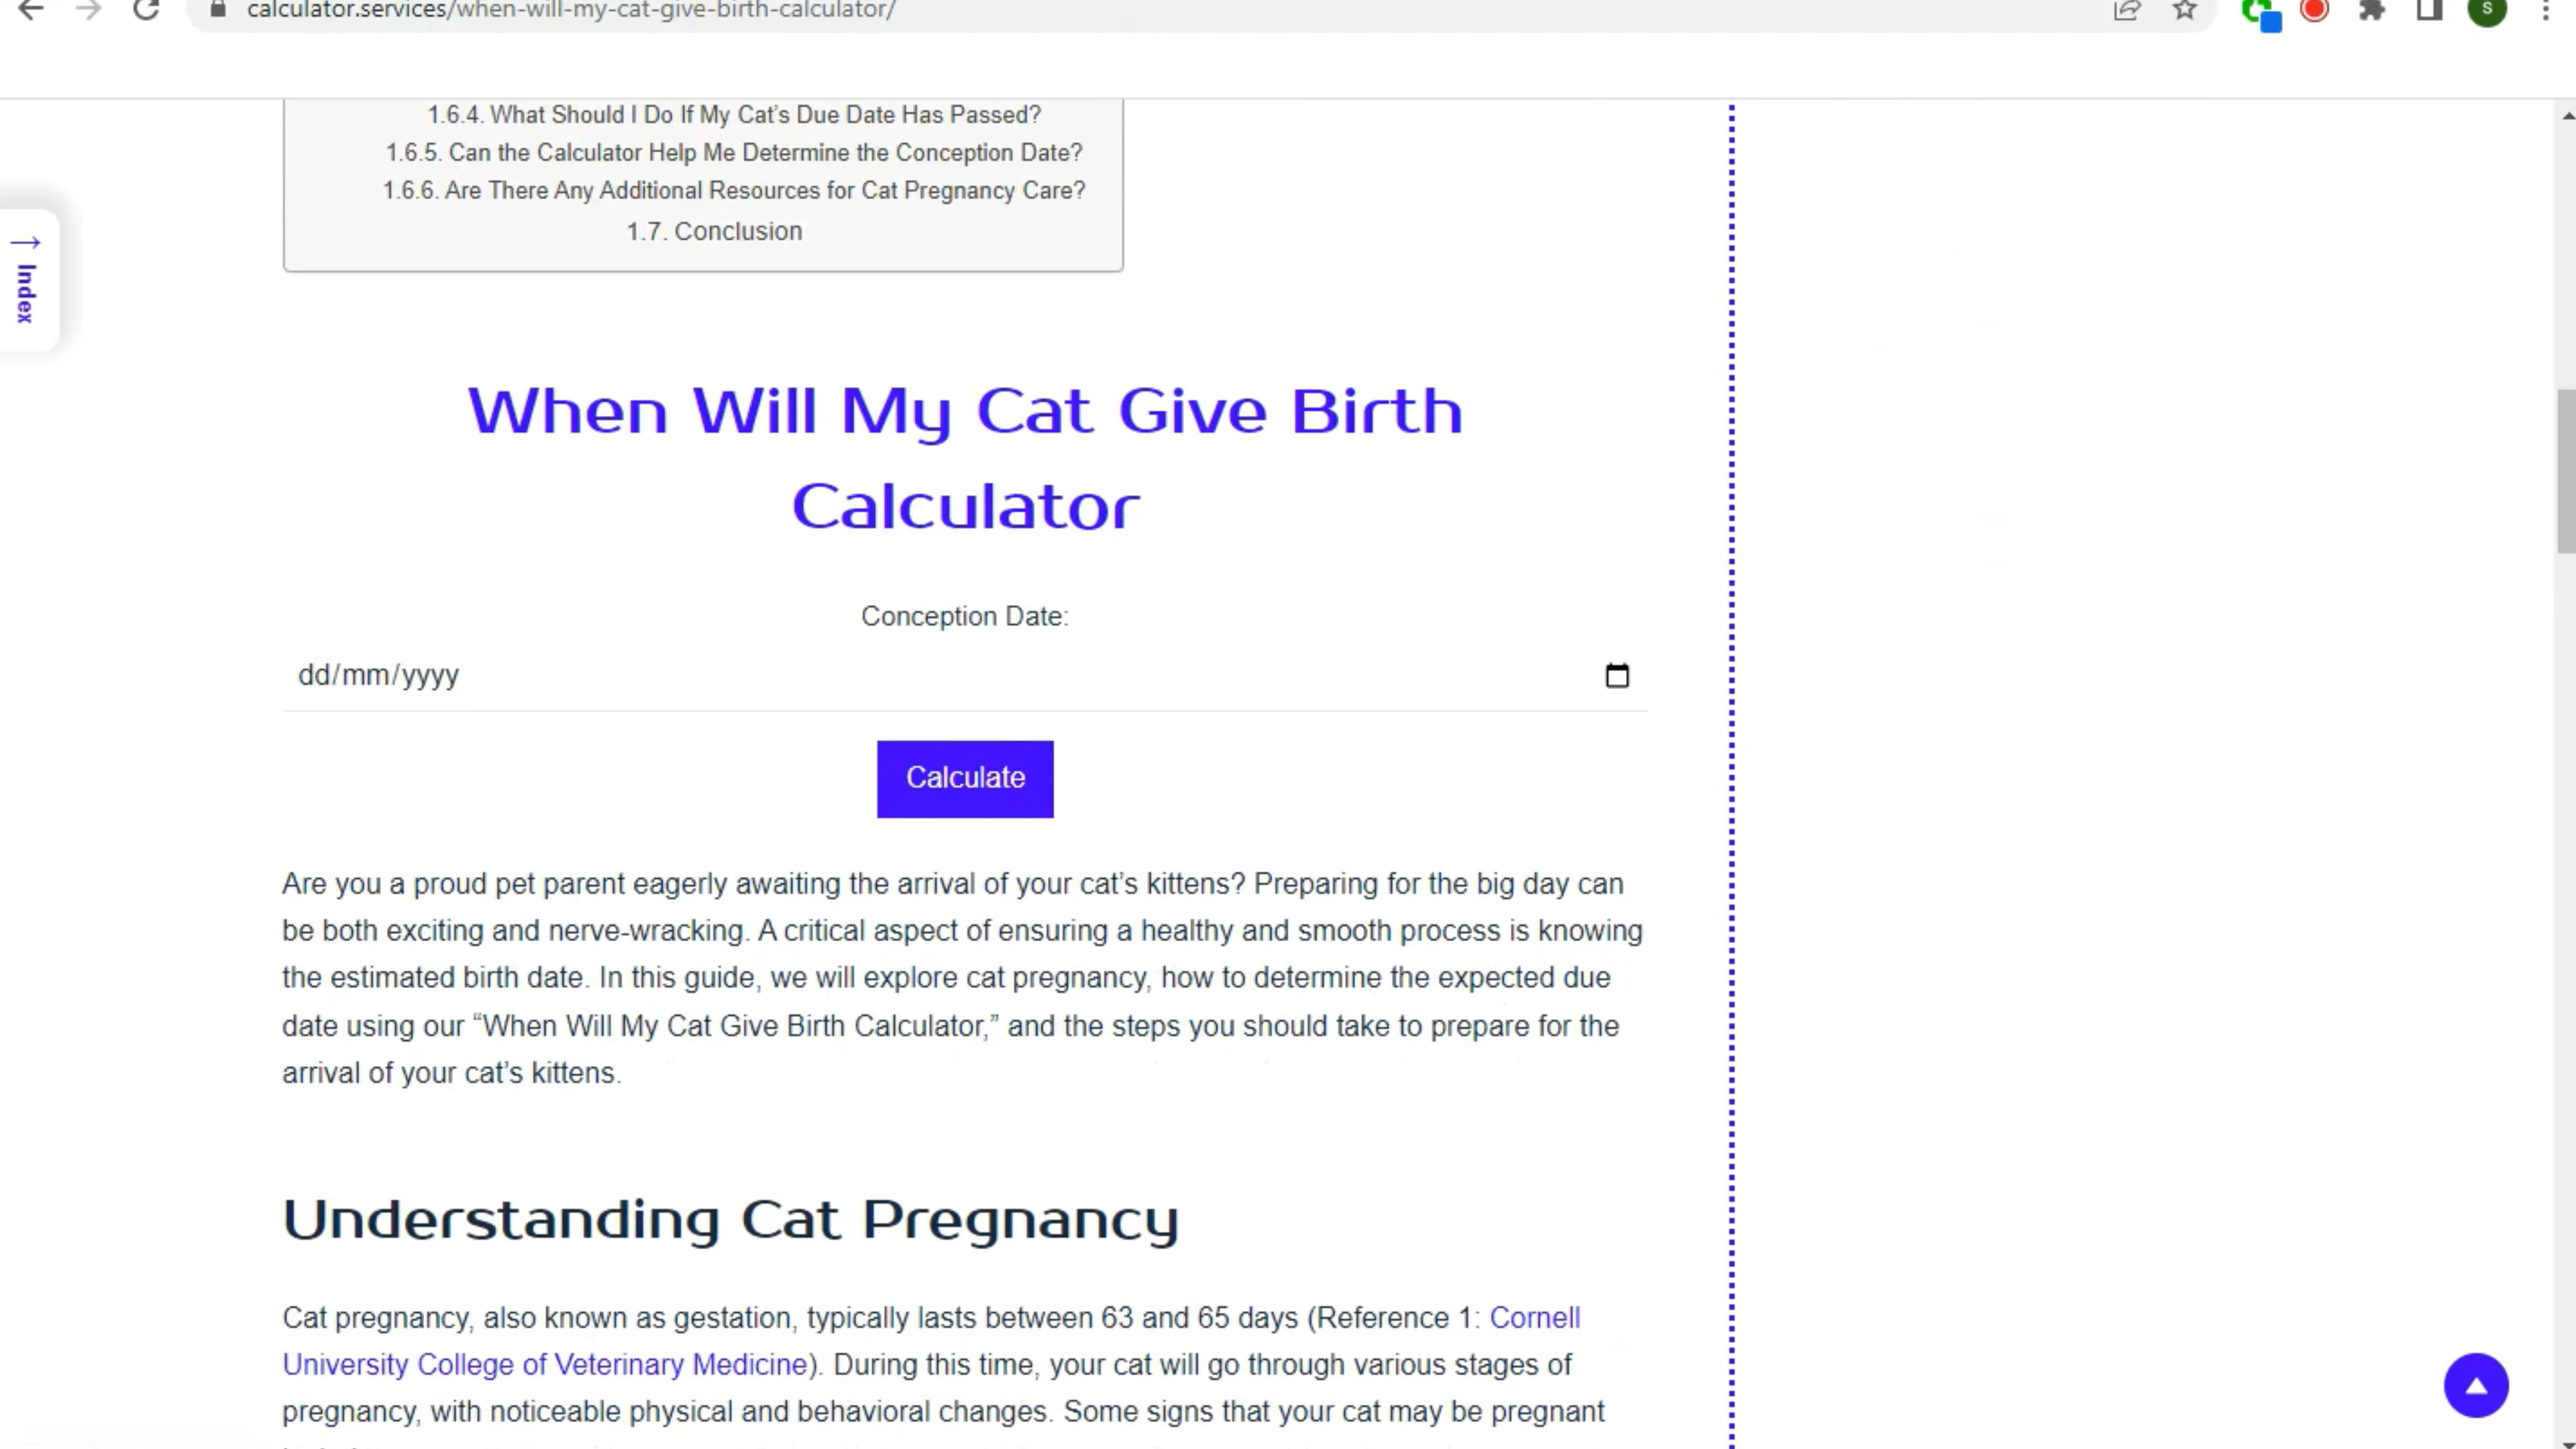 calculator.services/when-will-my-cat-give-birth-calculator/
S
1.6.4. What Should I Do If My Cat’s Due Date Has Passed?
1.6.5. Can the Calculator Help Me Determine the Conception Date?
1.6.6. Are There Any Additional Resources for Cat Pregnancy Care?
1.7. Conclusion
→ Index
When Will My Cat Give Birth
Calculator
Conception Date:
dd/mm/yyyy
Calculate
Are you a proud pet parent eagerly awaiting the arrival of your cat’s kittens? Preparing for the big day can
be both exciting and nerve-wracking. A critical aspect of ensuring a healthy and smooth process is knowing
the estimated birth date. In this guide, we will explore cat pregnancy, how to determine the expected due
date using our “When Will My Cat Give Birth Calculator,” and the steps you should take to prepare for the
arrival of your cat’s kittens.
Understanding Cat Pregnancy
Cat pregnancy, also known as gestation, typically lasts between 63 and 65 days (Reference 1: Cornell
University College of Veterinary Medicine). During this time, your cat will go through various stages of
pregnancy, with noticeable physical and behavioral changes. Some signs that your cat may be pregnant